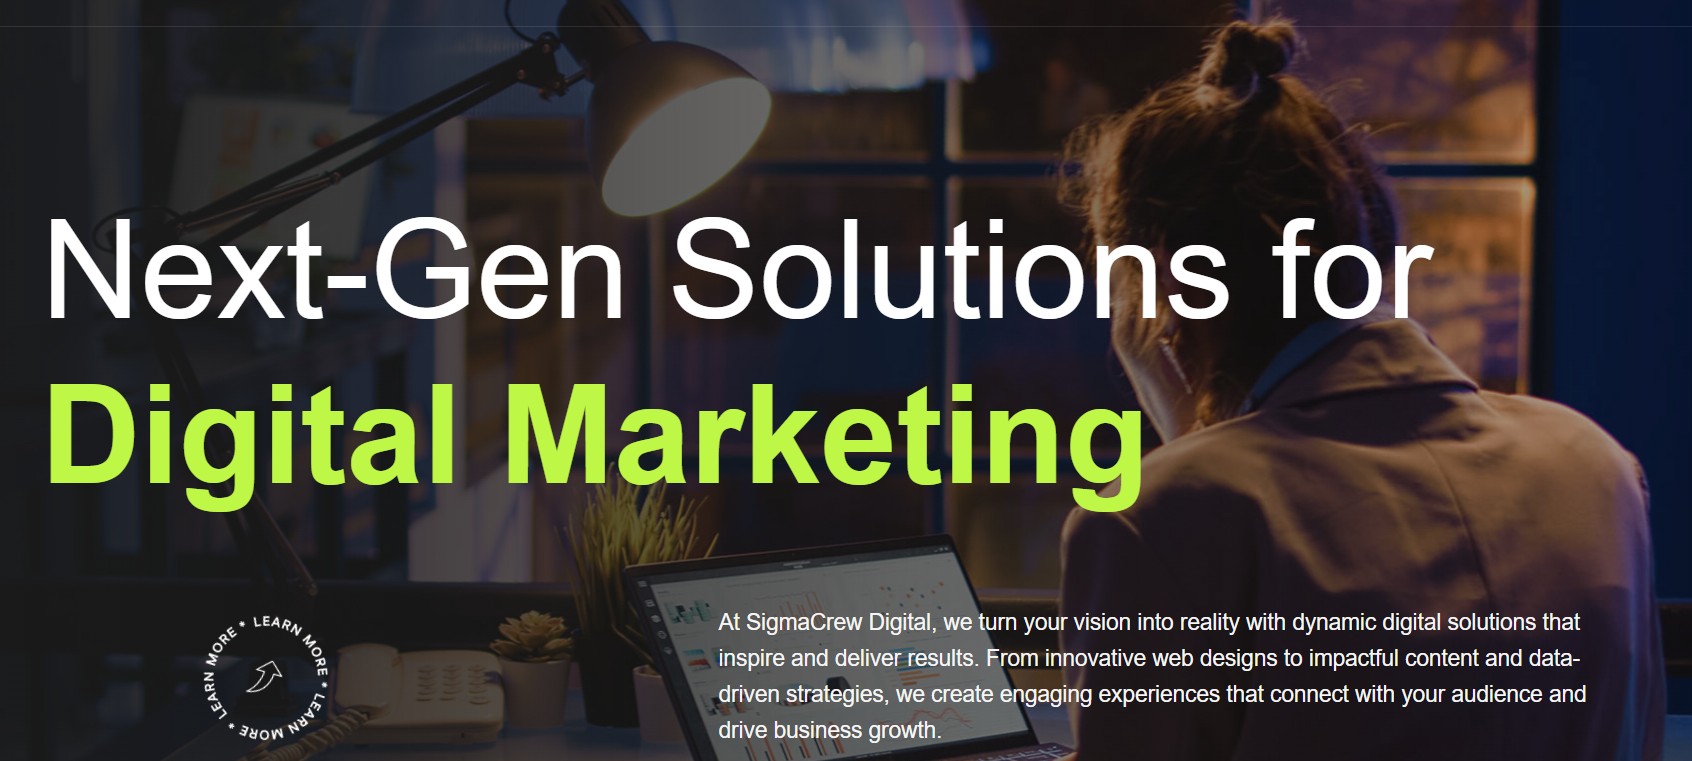 Next-Gen Solutions for
Digital Marketing
LEARN MORE * LEARN MORE * LEARN MORE * LEARN MORE *
At SigmaCrew Digital, we turn your vision into reality with dynamic digital solutions that
inspire and deliver results. From innovative web designs to impactful content and data-
driven strategies, we create engaging experiences that connect with your audience and
drive business growth.